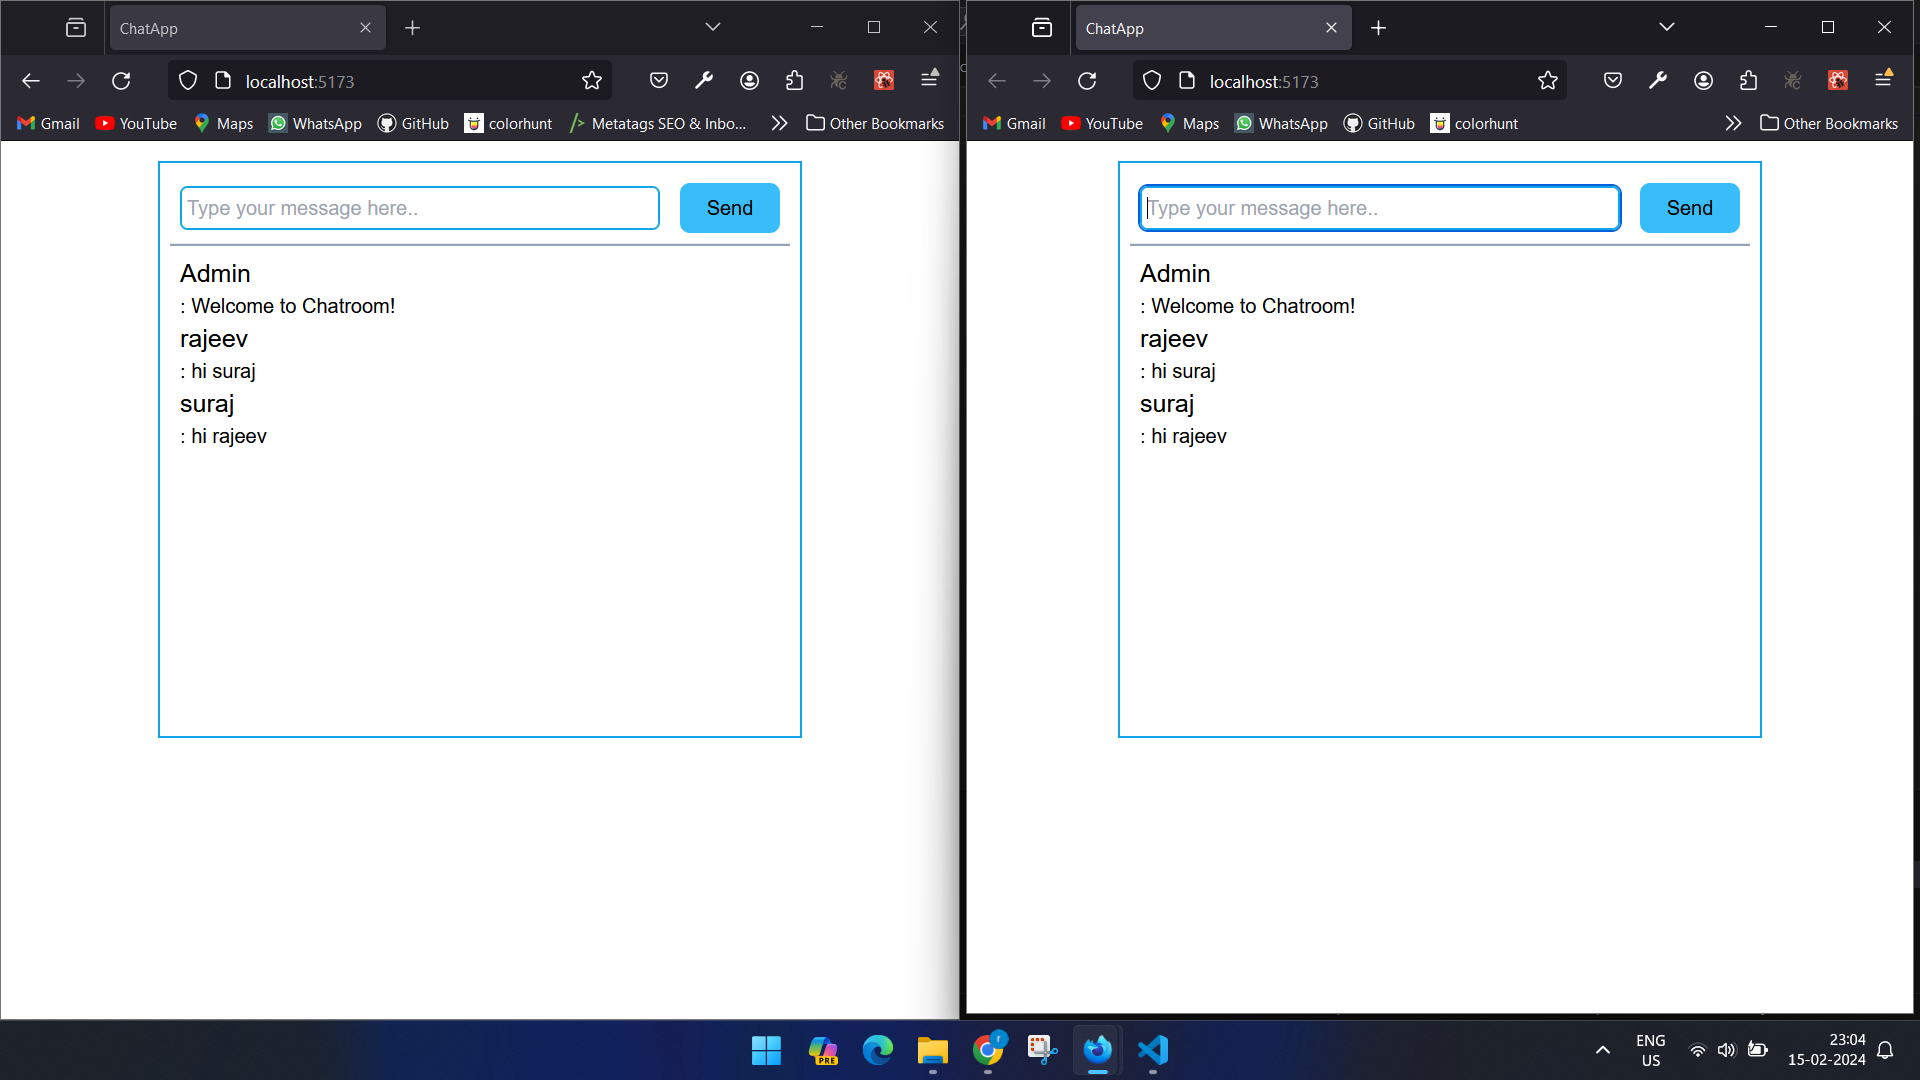 ChatApp
localhost:5173
Gmail YouTube Maps WhatsApp GitHub colorhunt Metatags SEO & Inbo... Other Bookmarks
Type your message here.. Send
Admin
: Welcome to Chatroom!
rajeev
: hi suraj
suraj
: hi rajeev
ChatApp
localhost:5173
Gmail YouTube Maps WhatsApp GitHub colorhunt Other Bookmarks
Type your message here.. Send
Admin
: Welcome to Chatroom!
rajeev
: hi suraj
suraj
: hi rajeev
PRE
r
ENG
US
23:04
15-02-2024